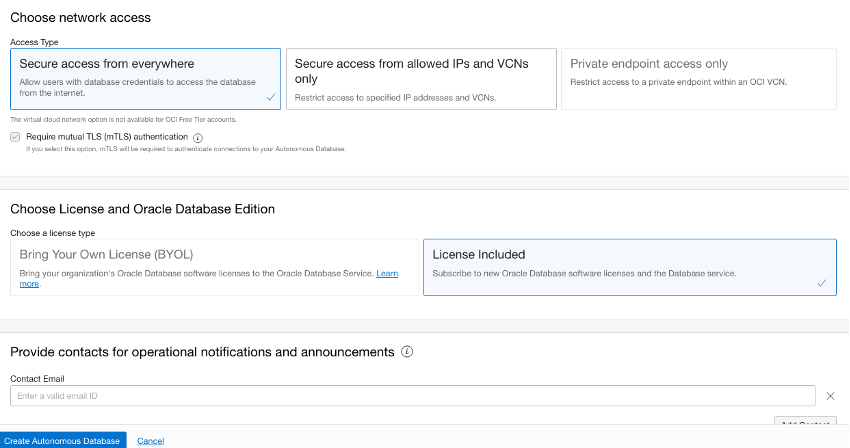 Choose network access
Access Type
Secure access from everywhere
Allow users with database credentials to access the database
from the internet.
Secure access from allowed IPs and VCNs
only
Restrict access to specified IP addresses and VCNs.
Private endpoint access only
Restrict access to a private endpoint within an OCI VCN.
The virtual cloud network option is not available for OCI Free Tier accounts.
Require mutual TLS (mTLS) authentication
If you select this option, mTLS will be required to authenticate connections to your Autonomous Database.
Choose License and Oracle Database Edition
Choose a license type
Bring Your Own License (BYOL)
Bring your organization's Oracle Database software licenses to the Oracle Database Service. Learn
more.
License Included
Subscribe to new Oracle Database software licenses and the Database service.
Provide contacts for operational notifications and announcements
Contact Email
Enter a valid email ID
Add Contact
Create Autonomous Database
Cancel